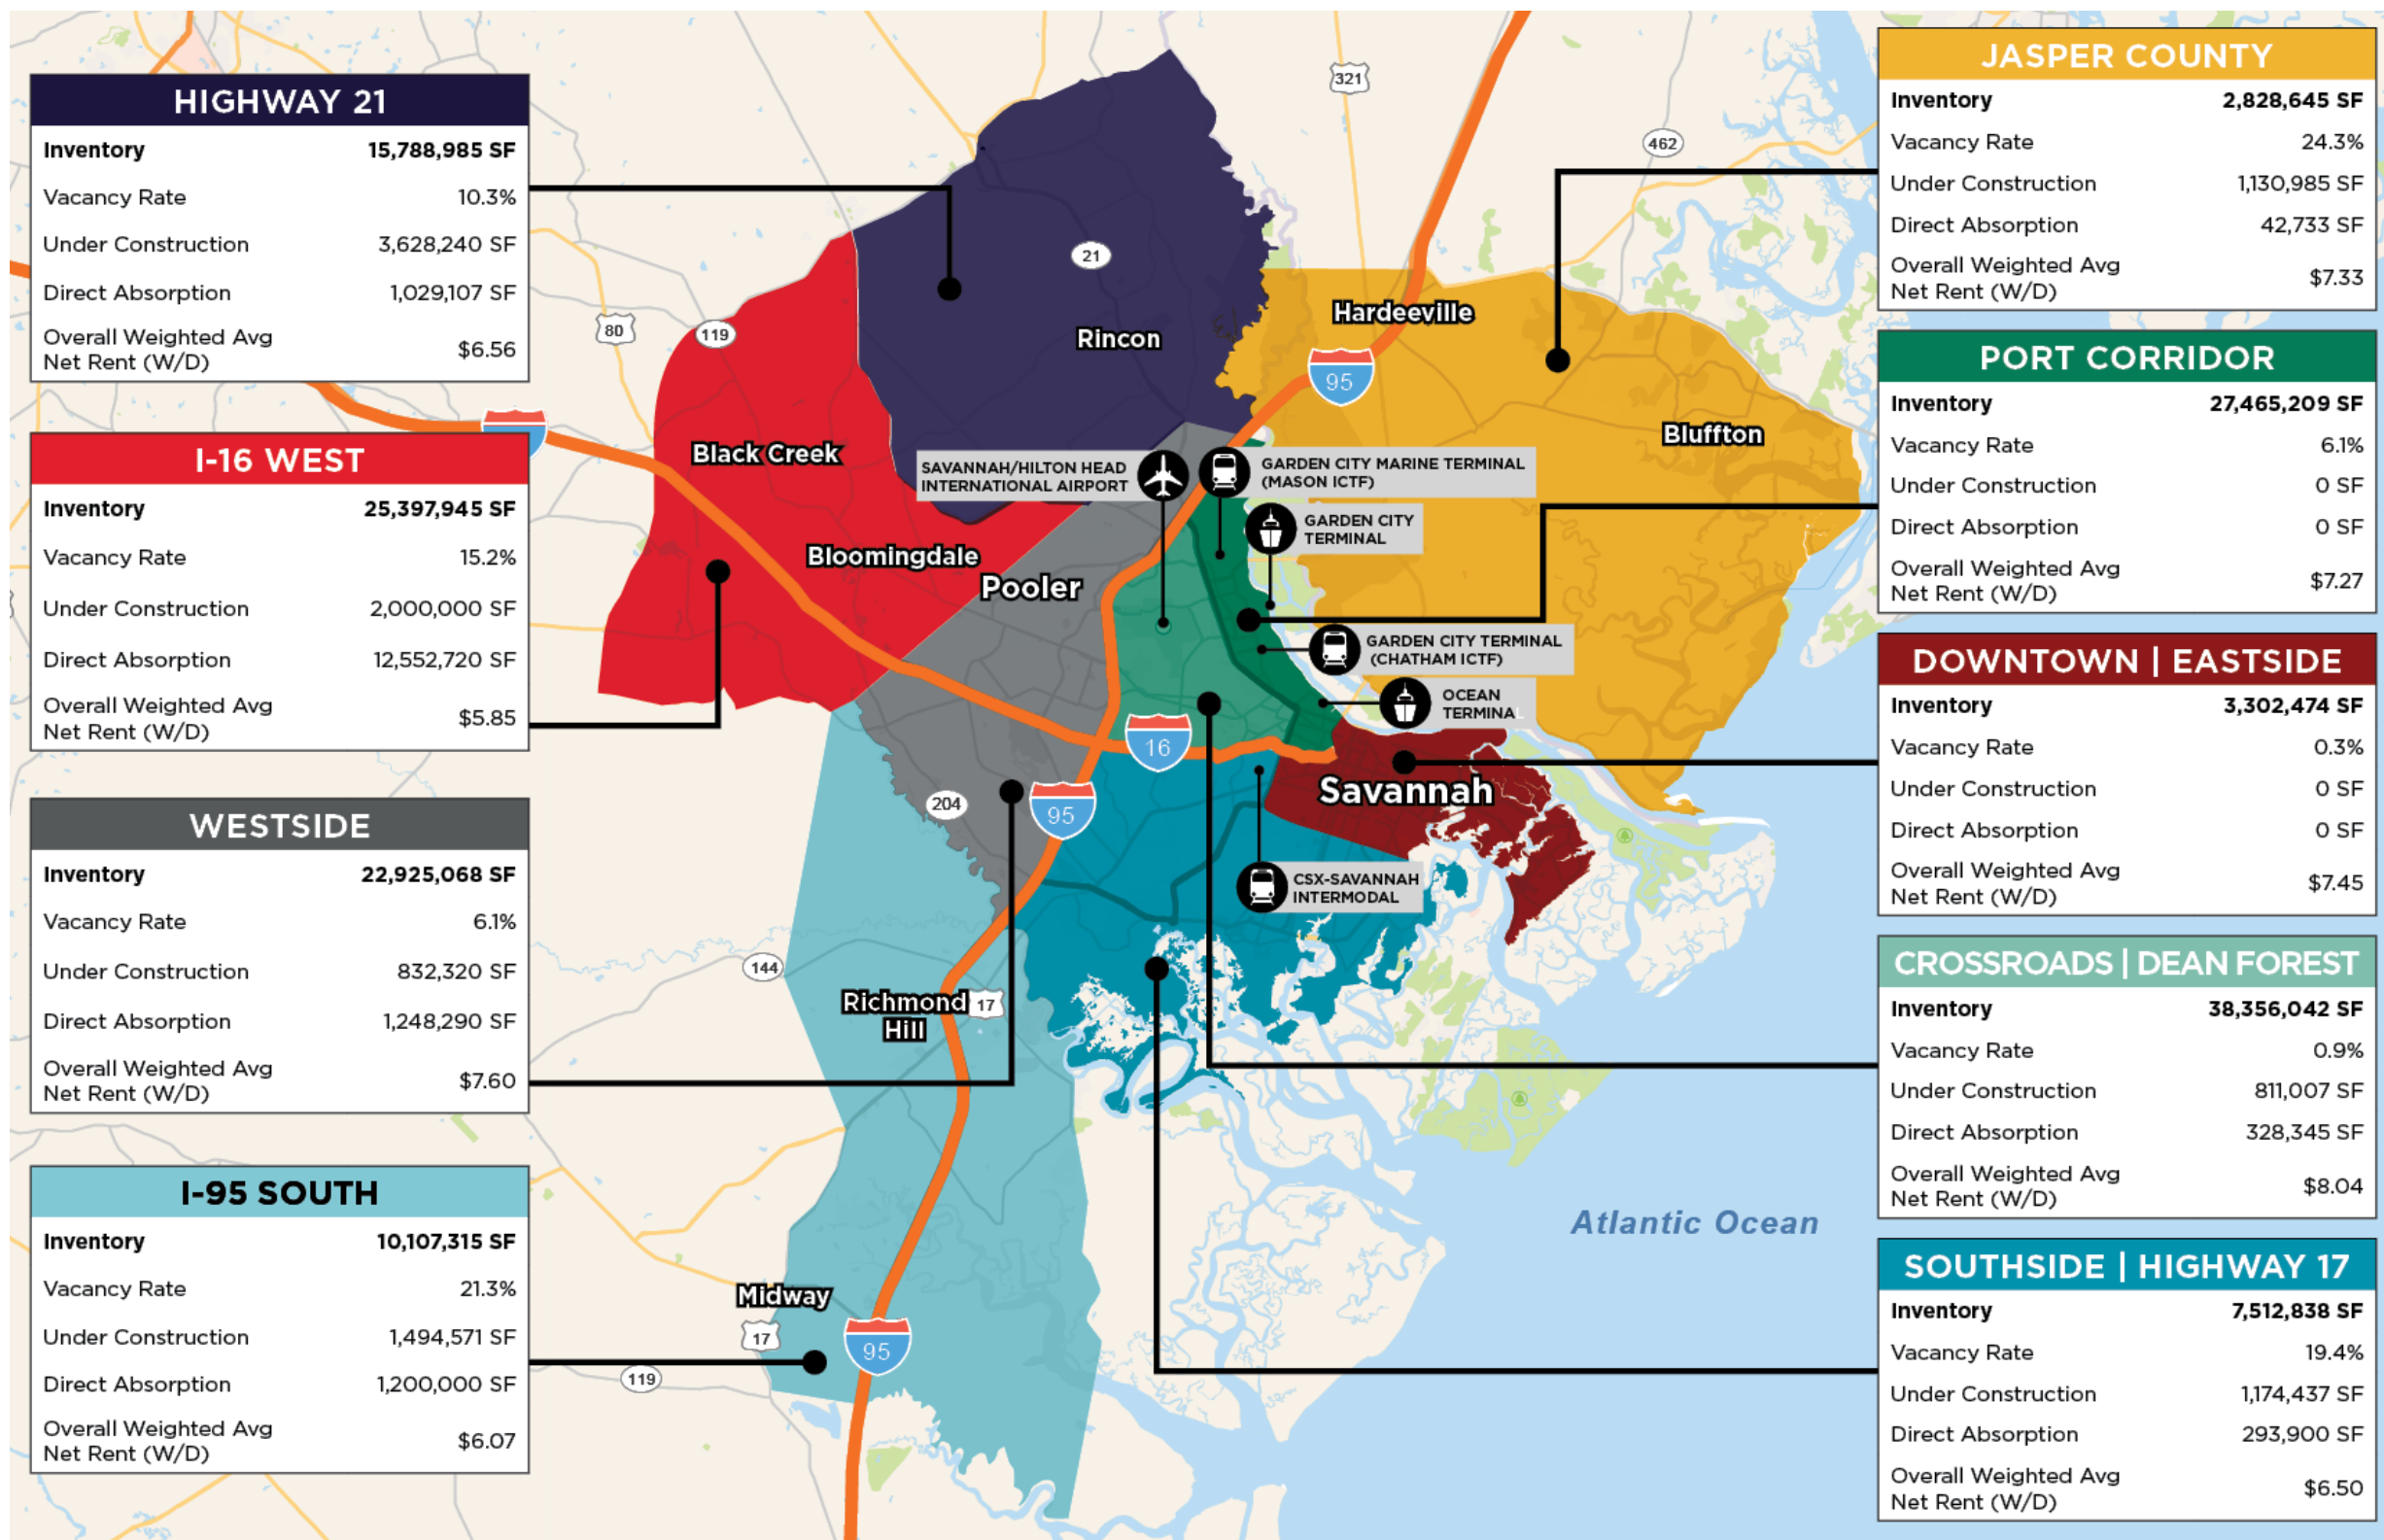 HIGHWAY 21
Inventory 15,788,985 SF
Vacancy Rate 10.3%
Under Construction 3,628,240 SF
Direct Absorption 1,029,107 SF
Overall Weighted Avg
Net Rent (W/D) $6.56
I-16 WEST
Inventory 25,397,945 SF
Vacancy Rate 15.2%
Under Construction 2,000,000 SF
Direct Absorption 12,552,720 SF
Overall Weighted Avg
Net Rent (W/D) $5.85
WESTSIDE
Inventory 22,925,068 SF
Vacancy Rate 6.1%
Under Construction 832,320 SF
Direct Absorption 1,248,290 SF
Overall Weighted Avg
Net Rent (W/D) $7.60
I-95 SOUTH
Inventory 10,107,315 SF
Vacancy Rate 21.3%
Under Construction 1,494,571 SF
Direct Absorption 1,200,000 SF
Overall Weighted Avg
Net Rent (W/D) $6.07
321
462
21
Rincon
Hardeeville
80
119
95
Black Creek
Bluffton
SAVANNAH/HILTON HEAD
INTERNATIONAL AIRPORT
GARDEN CITY MARINE TERMINAL
(MASON ICTF)
GARDEN CITY
TERMINAL
Bloomingdale
Pooler
GARDEN CITY TERMINAL
(CHATHAM ICTF)
OCEAN
TERMINAL
16
Savannah
204
95
CSX-SAVANNAH
INTERMODAL
144
Richmond
Hill
17
Atlantic Ocean
Midway
17
95
119
JASPER COUNTY
Inventory 2,828,645 SF
Vacancy Rate 24.3%
Under Construction 1,130,985 SF
Direct Absorption 42,733 SF
Overall Weighted Avg
Net Rent (W/D) $7.33
PORT CORRIDOR
Inventory 27,465,209 SF
Vacancy Rate 6.1%
Under Construction 0 SF
Direct Absorption 0 SF
Overall Weighted Avg
Net Rent (W/D) $7.27
DOWNTOWN | EASTSIDE
Inventory 3,302,474 SF
Vacancy Rate 0.3%
Under Construction 0 SF
Direct Absorption 0 SF
Overall Weighted Avg
Net Rent (W/D) $7.45
CROSSROADS | DEAN FOREST
Inventory 38,356,042 SF
Vacancy Rate 0.9%
Under Construction 811,007 SF
Direct Absorption 328,345 SF
Overall Weighted Avg
Net Rent (W/D) $8.04
SOUTHSIDE | HIGHWAY 17
Inventory 7,512,838 SF
Vacancy Rate 19.4%
Under Construction 1,174,437 SF
Direct Absorption 293,900 SF
Overall Weighted Avg
Net Rent (W/D) $6.50